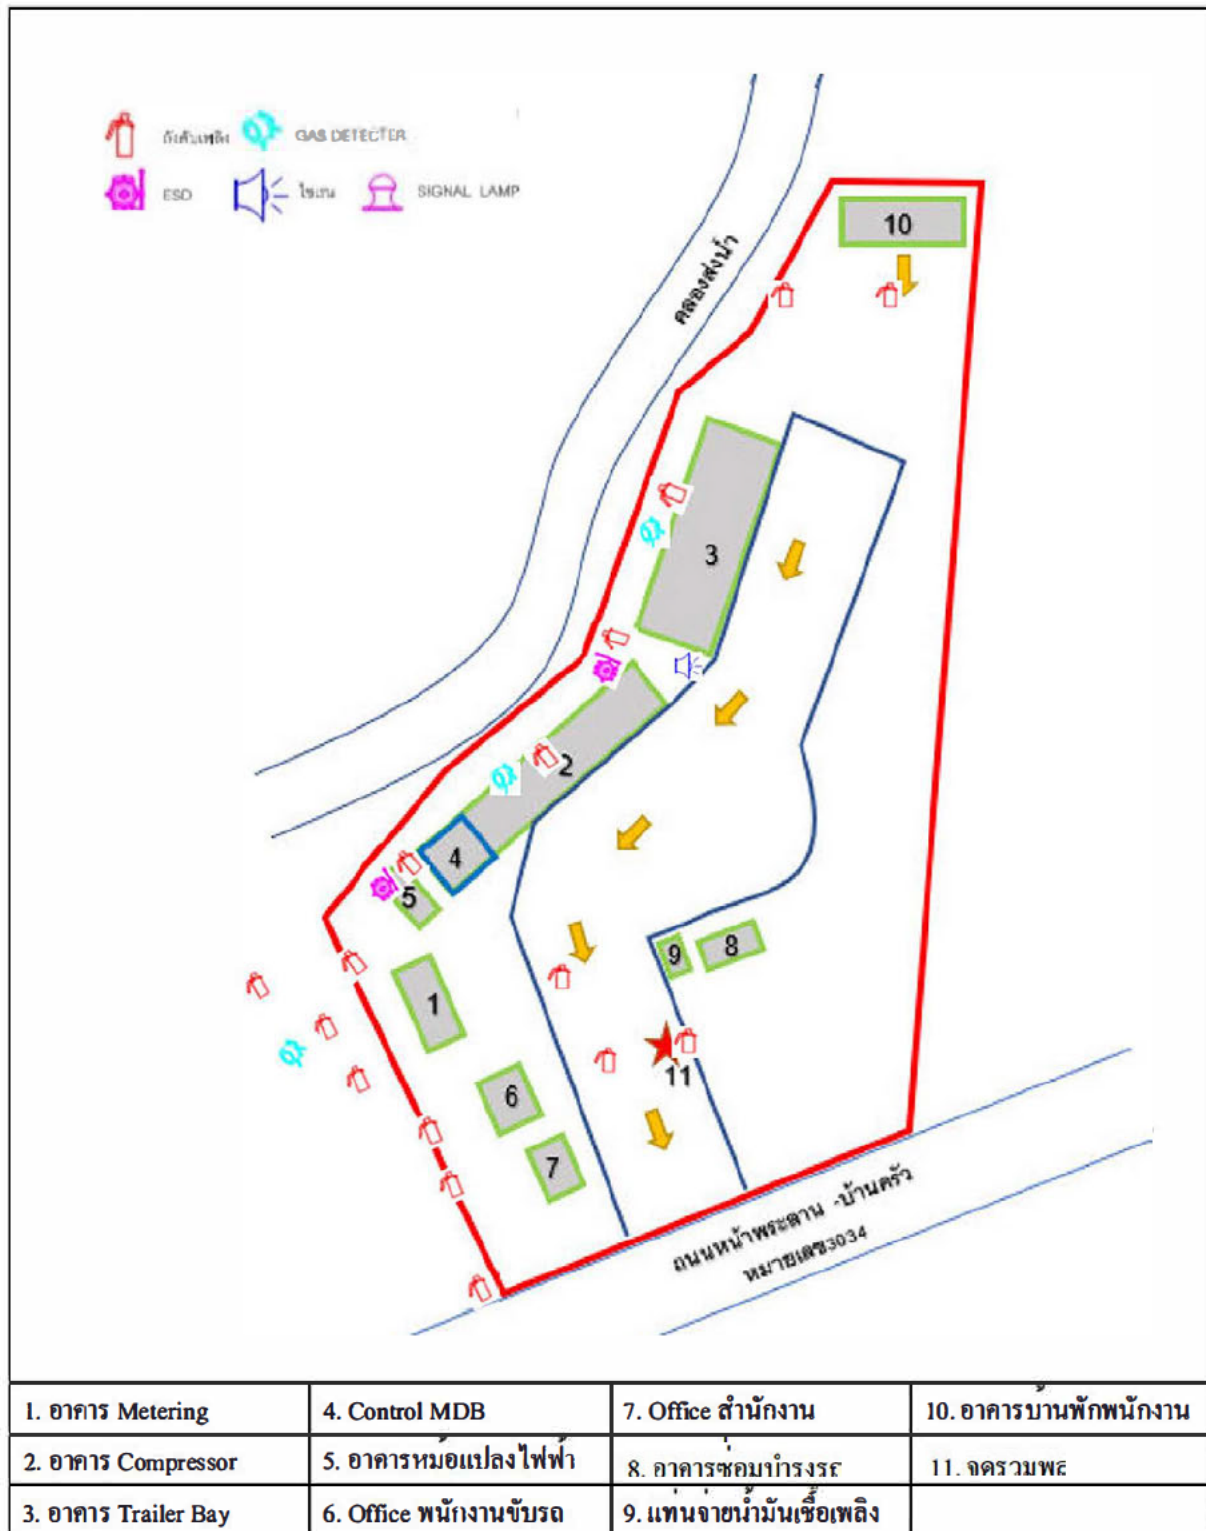 ถังดับเพลิง
GAS DETECTER
ESD
ไซเรน
SIGNAL LAMP
คลองส่งน้ำ
10
3
2
4
5
9
8
1
11
6
7
ถนนหน้าพระลาน -บ้านครัว
หมายเลข3034
1. อาคาร Metering
4. Control MDB
7. Office สำนักงาน
10. อาคารบ้านพักพนักงาน
2. อาคาร Compressor
5. อาคารหม้อแปลงไฟฟ้า
8. อาคารซ่อมบำรุงรถ
11. จุดรวมพล
3. อาคาร Trailer Bay
6. Office พนักงานขับรถ
9. แท่นจ่ายน้ำมันเชื้อเพลิง